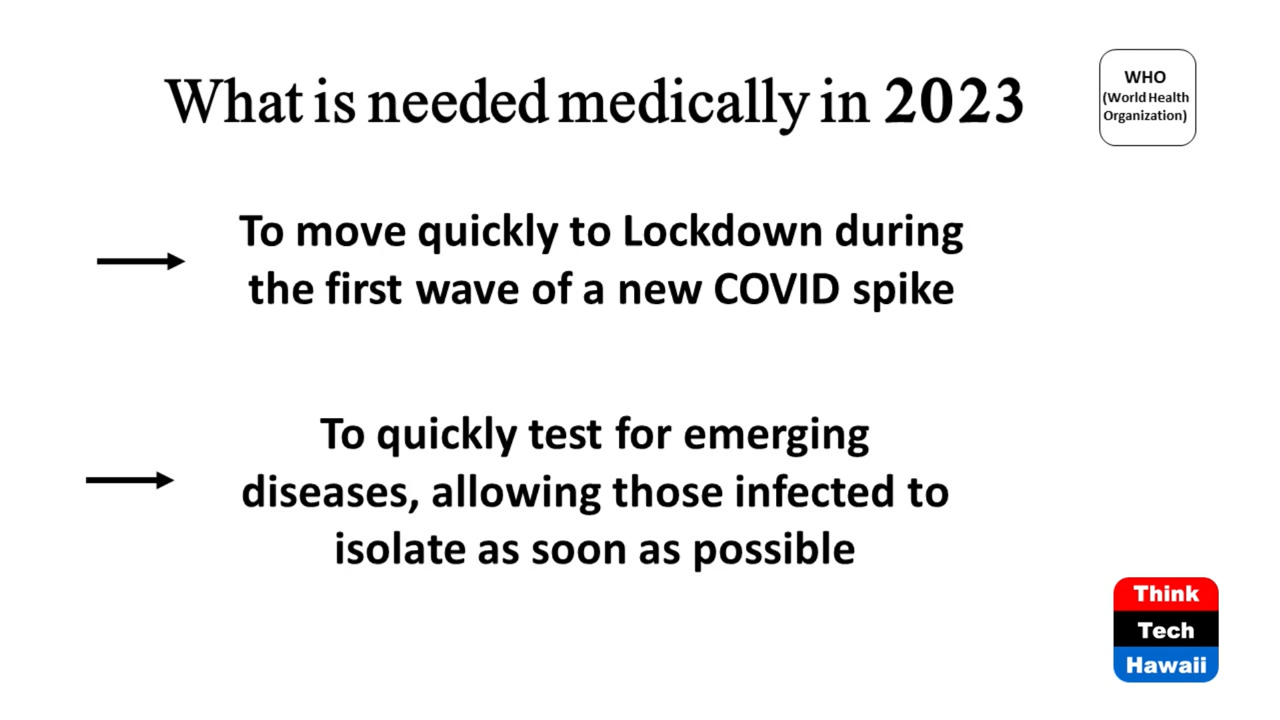 What is needed medically in 2023
WHO
(World Health
Organization)
To move quickly to Lockdown during
the first wave of a new COVID spike
To quickly test for emerging
diseases, allowing those infected to
isolate as soon as possible
Think
Tech
Hawaii